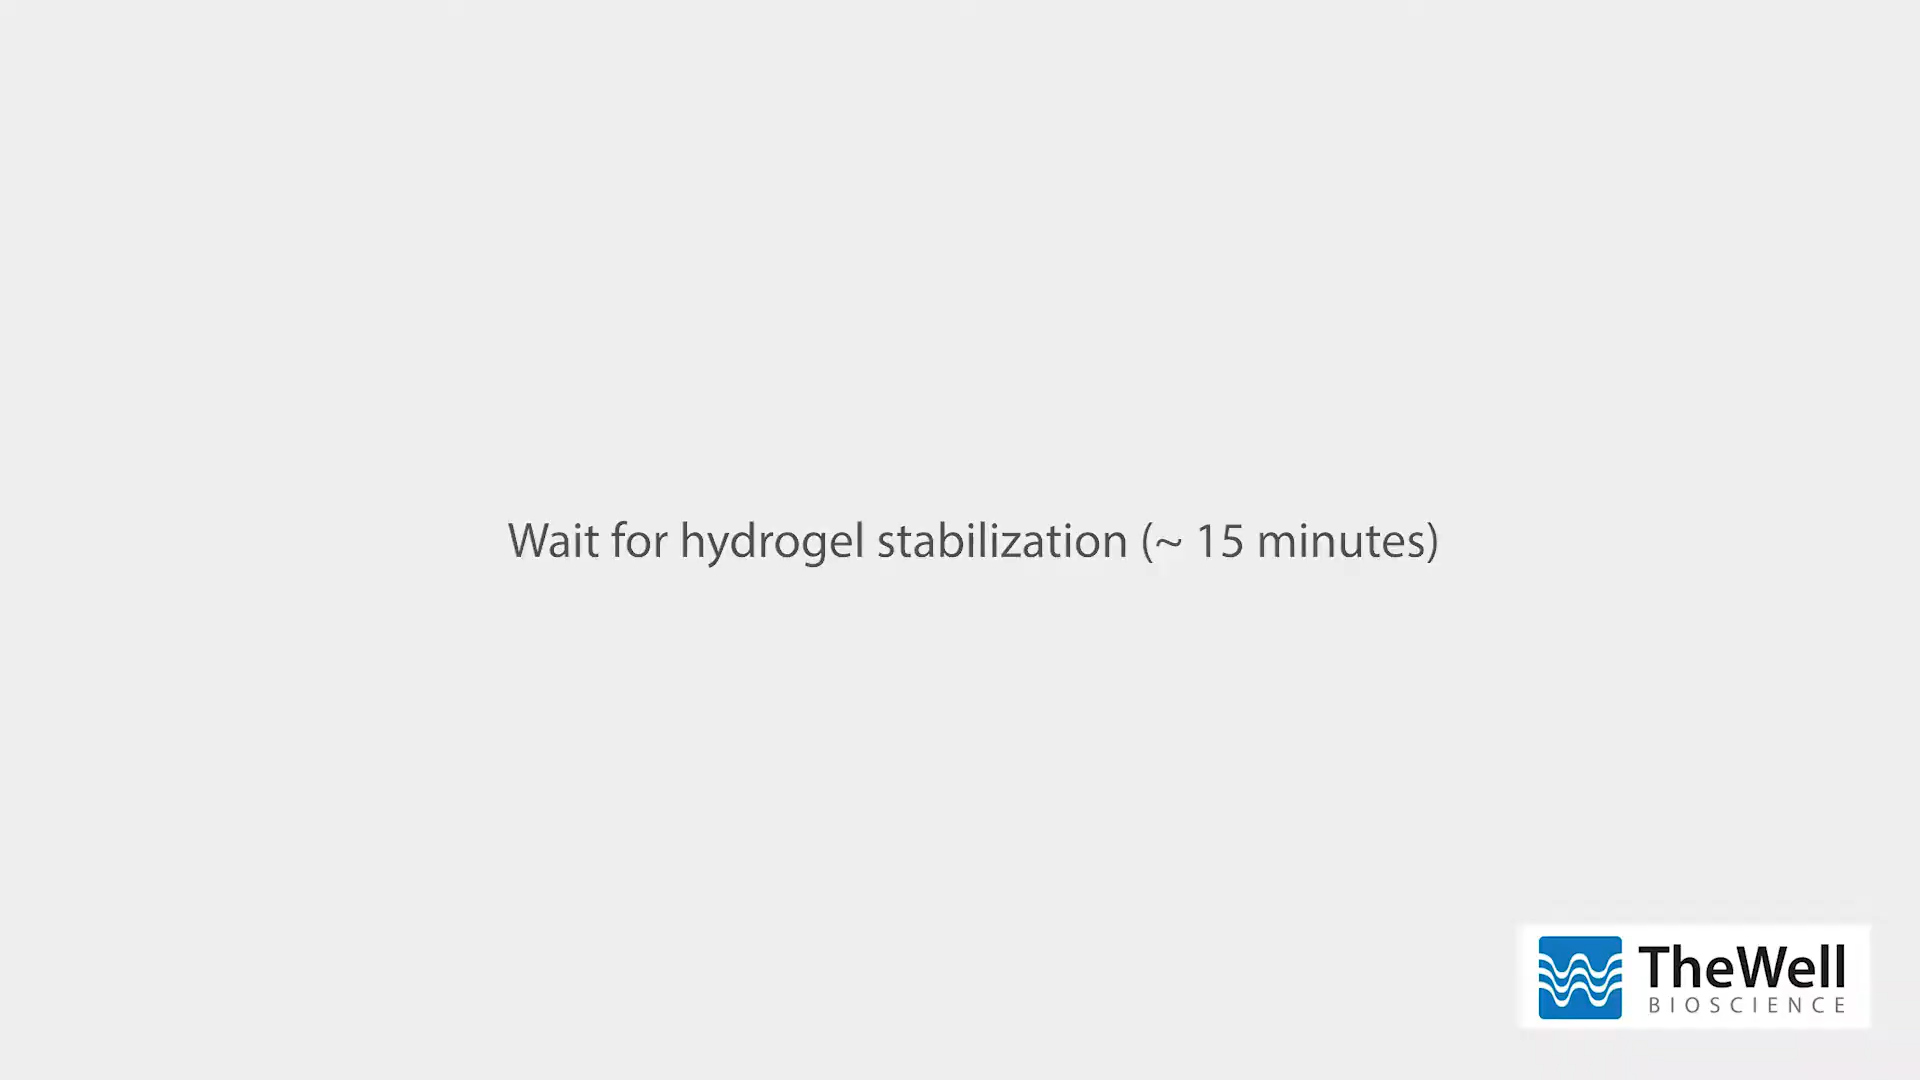 Wait for hydrogel stabilization (~ 15 minutes)
TheWell
BIOSCIENCE